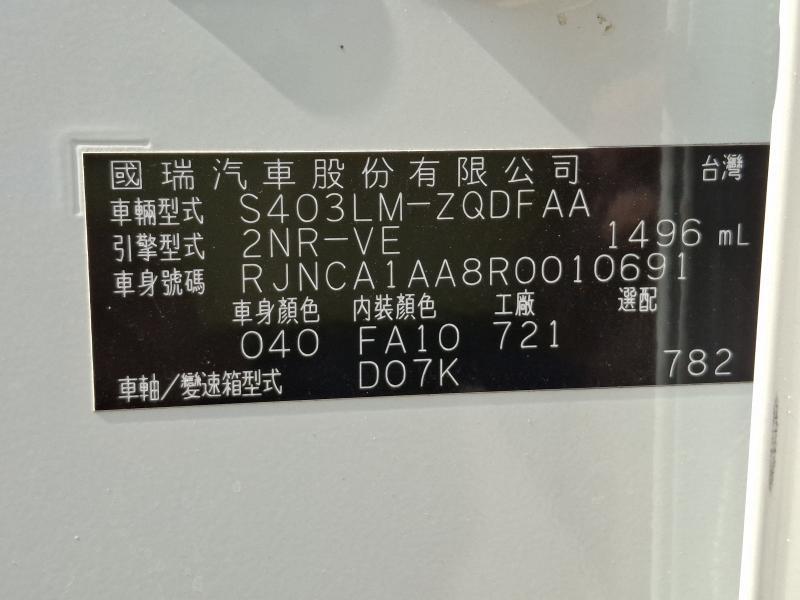 國瑞汽車股份有限公司 台灣
車輛型式 S403LM-ZQDFAA
引擎型式 2NR-VE 1496 mL
車身號碼 RJNCA1AA8R0010691
車身顏色 內裝顏色 工廠 選配
040 FA10 721
車軸/變速箱型式 D07K 782